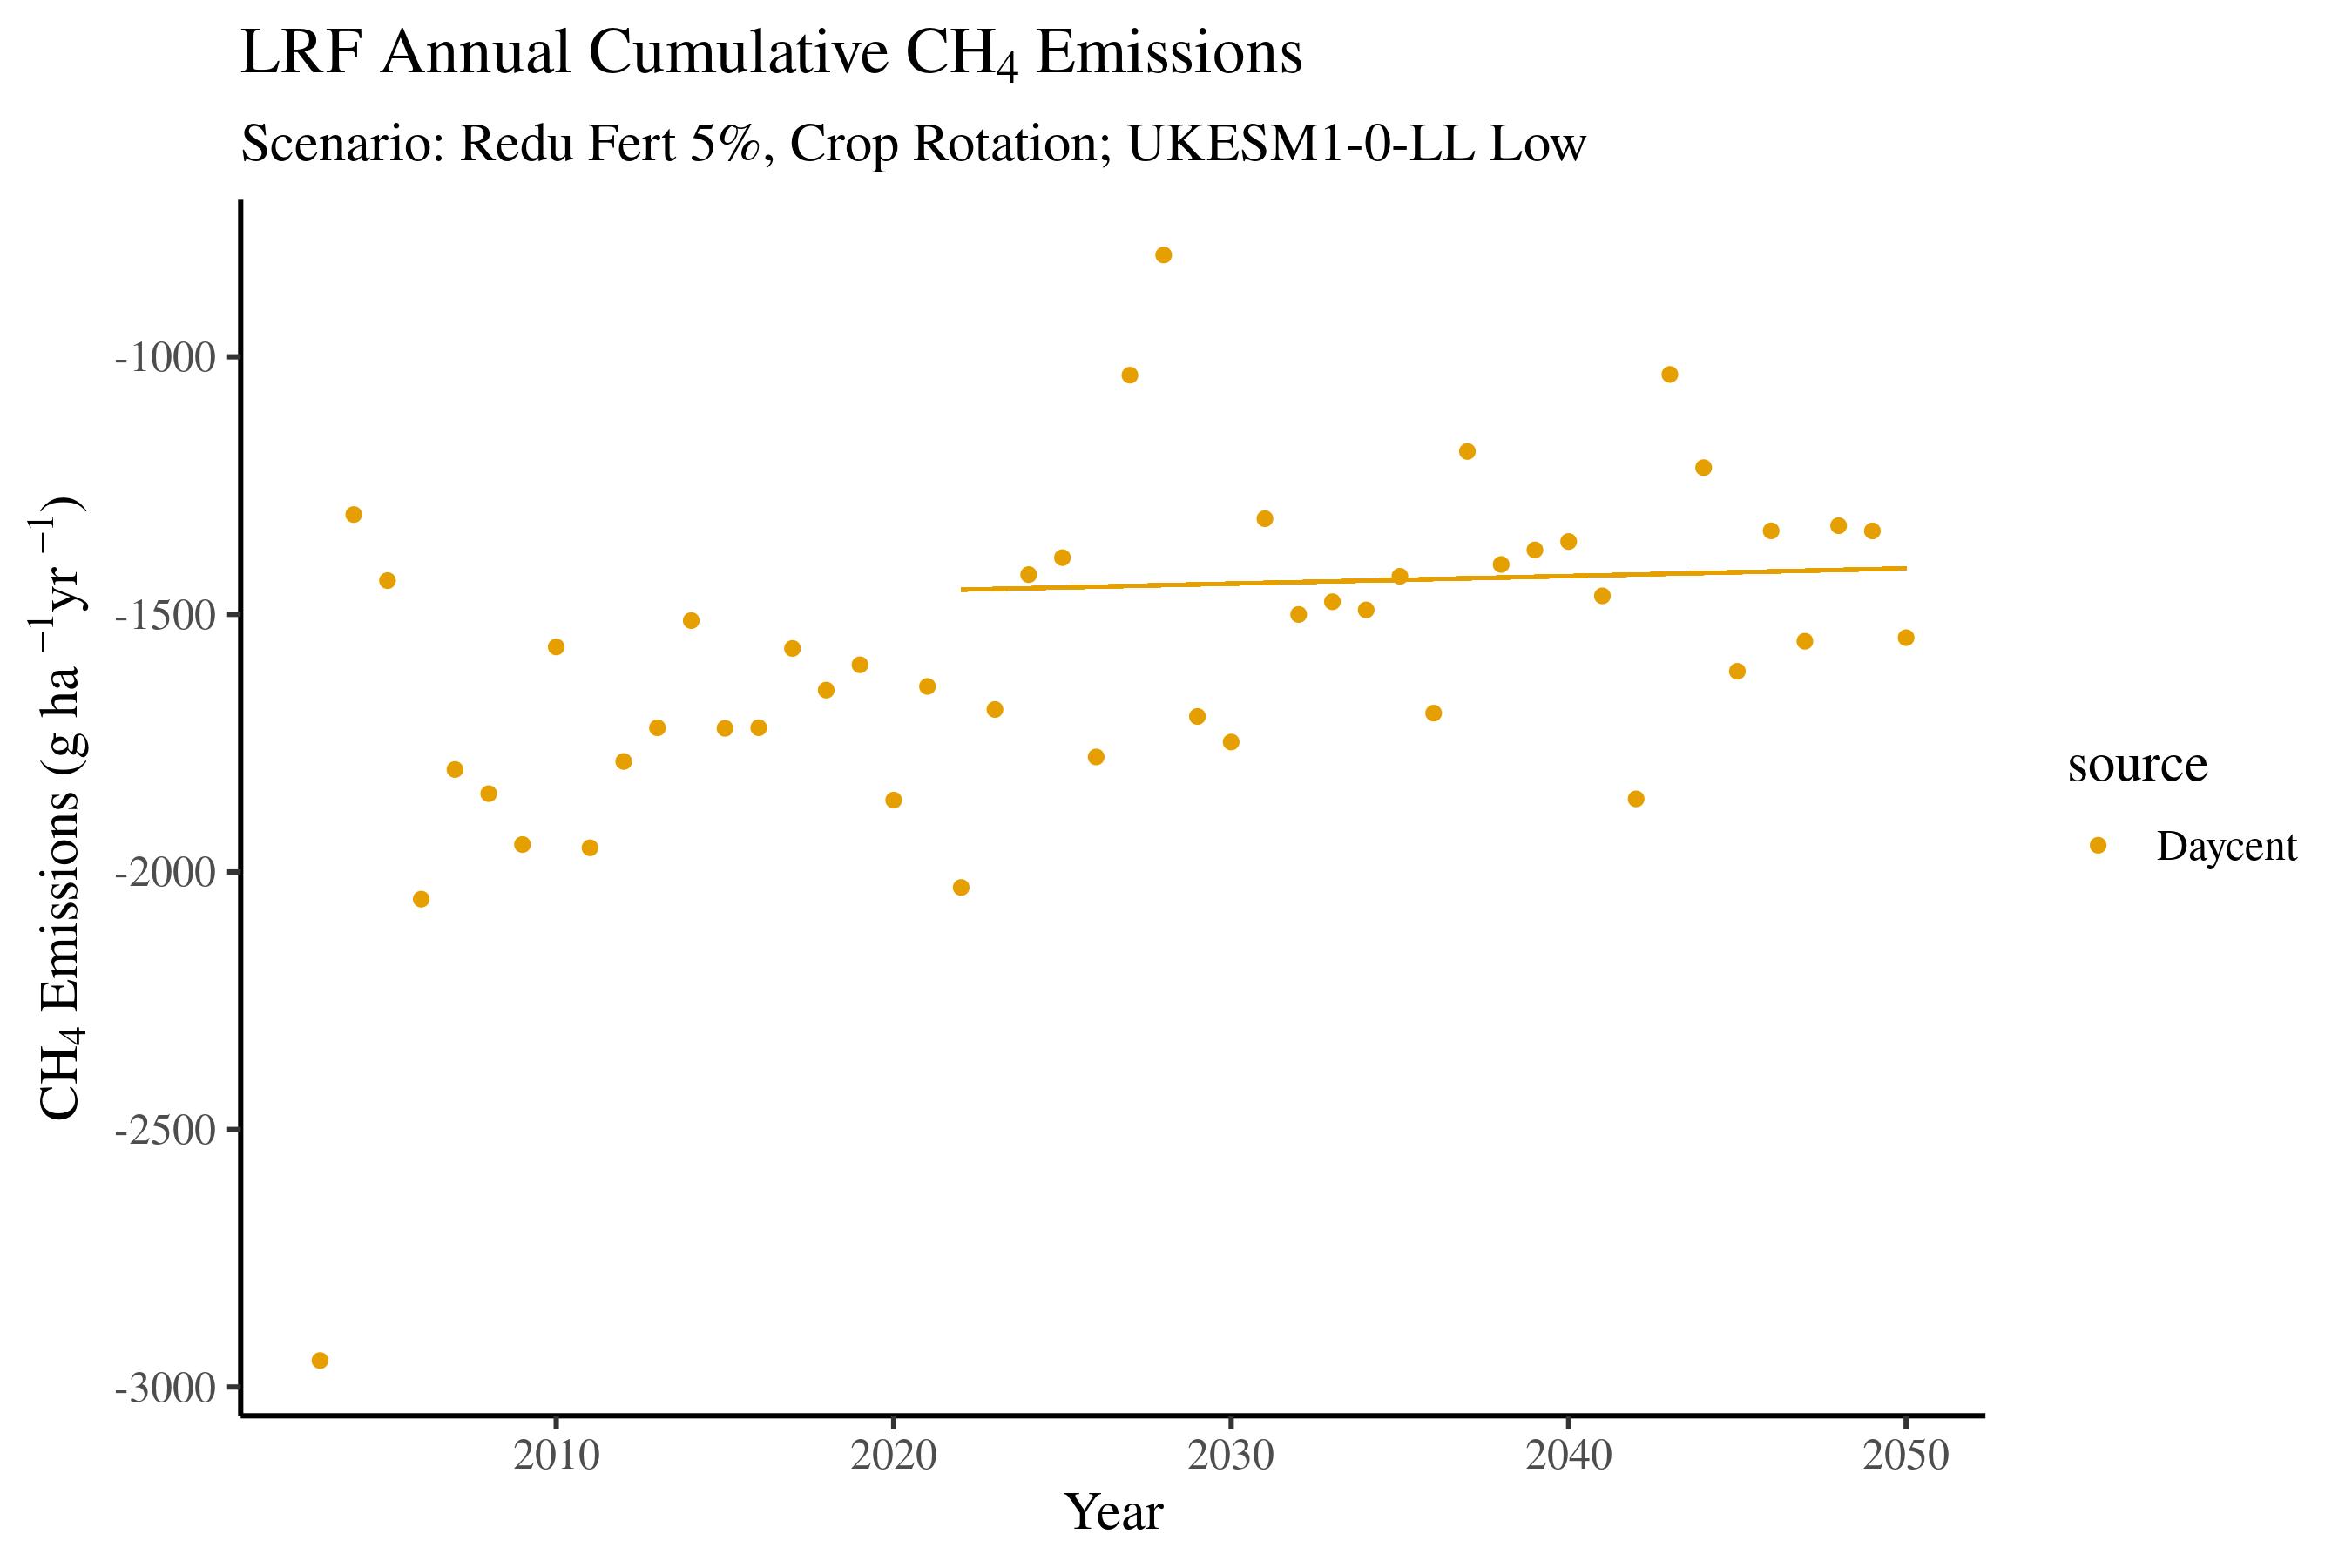 LRF Annual Cumulative CH₄ Emissions
Scenario: Redu Fert 5%, Crop Rotation; UKESM1-0-LL Low
CH₄ Emissions (g ha⁻¹yr⁻¹)
-1000
-1500
-2000
-2500
-3000
2010
2020
2030
2040
2050
Year
source
Daycent